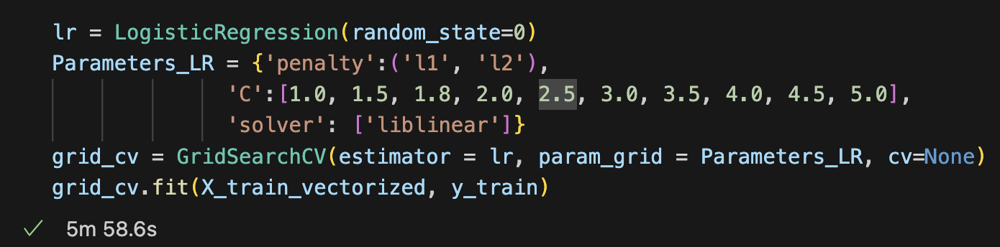 lr = LogisticRegression(random_state=0)
Parameters_LR = {'penalty':('l1', 'l2'),
'C':[1.0, 1.5, 1.8, 2.0, 2.5, 3.0, 3.5, 4.0, 4.5, 5.0],
'solver': ['liblinear']}
grid_cv = GridSearchCV(estimator = lr, param_grid = Parameters_LR, cv=None)
grid_cv.fit(X_train_vectorized, y_train)
5m 58.6s